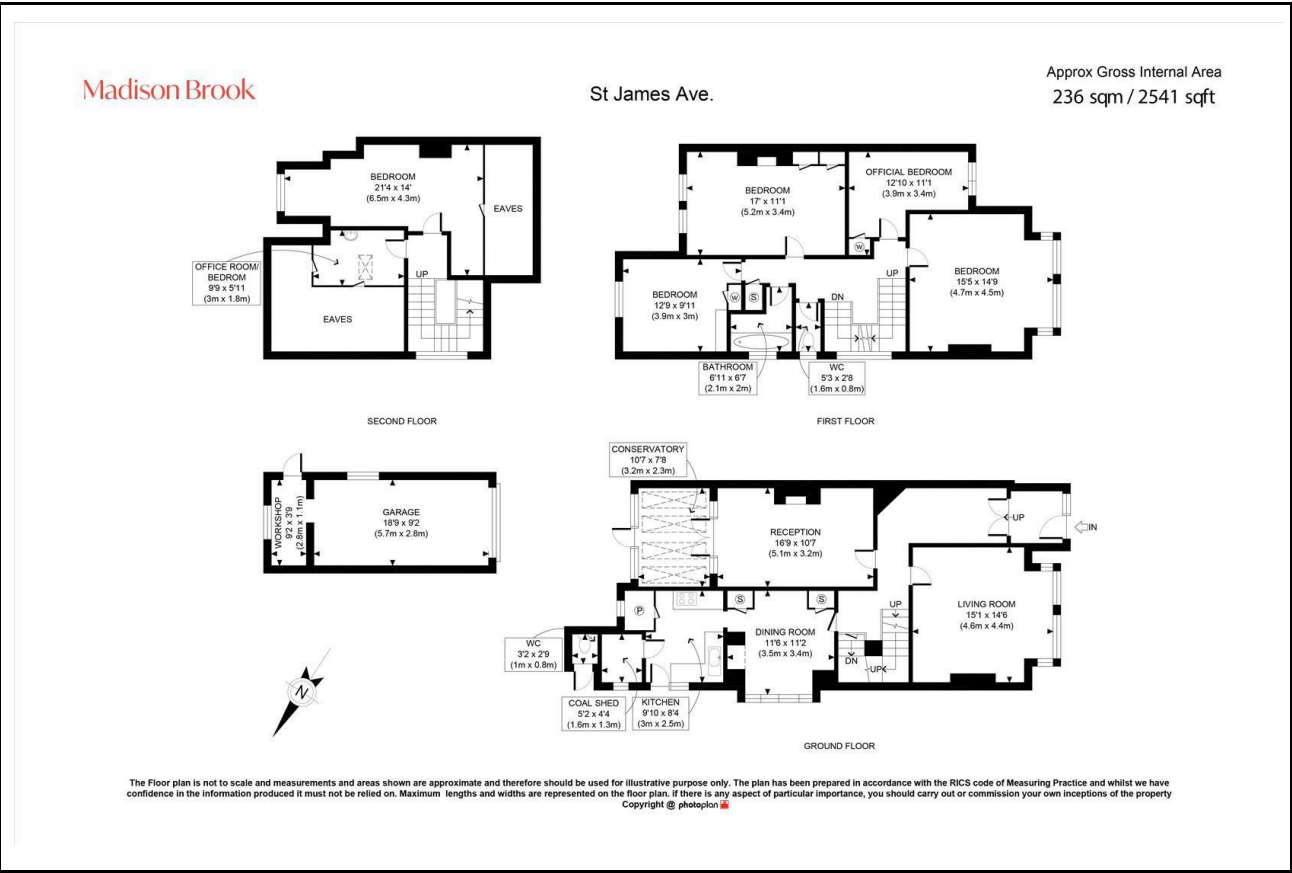 Madison Brook
St James Ave.
Approx Gross Internal Area
236 sqm / 2541 sqft
BEDROOM
21'4 x 14'
(6.5m x 4.3m)
EAVES
OFFICE ROOM/
BEDROM
9'9 x 5'11
(3m x 1.8m)
UP
EAVES
SECOND FLOOR
BEDROOM
17' x 11'1
(5.2m x 3.4m)
OFFICIAL BEDROOM
12'10 x 11'1
(3.9m x 3.4m)
W
BEDROOM
15'5 x 14'9
(4.7m x 4.5m)
UP
DN
BEDROOM
12'9 x 9'11
(3.9m x 3m)
W
S
BATHROOM
6'11 x 6'7
(2.1m x 2m)
WC
5'3 x 2'8
(1.6m x 0.8m)
FIRST FLOOR
WORKSHOP
9'2 x 3'9
(2.8m x 1.1m)
GARAGE
18'9 x 9'2
(5.7m x 2.8m)
CONSERVATORY
10'7 x 7'8
(3.2m x 2.3m)
RECEPTION
16'9 x 10'7
(5.1m x 3.2m)
UP
IN
LIVING ROOM
15'1 x 14'6
(4.6m x 4.4m)
UP
DN
UP
S
S
DINING ROOM
11'6 x 11'2
(3.5m x 3.4m)
P
WC
3'2 x 2'9
(1m x 0.8m)
COAL SHED
5'2 x 4'4
(1.6m x 1.3m)
KITCHEN
9'10 x 8'4
(3m x 2.5m)
GROUND FLOOR
N
The Floor plan is not to scale and measurements and areas shown are approximate and therefore should be used for illustrative purpose only. The plan has been prepared in accordance with the RICS code of Measuring Practice and whilst we have
confidence in the information produced it must not be relied on. Maximum lengths and widths are represented on the floor plan. if there is any aspect of particular importance, you should carry out or commission your own inceptions of the property
Copyright @ photoplan